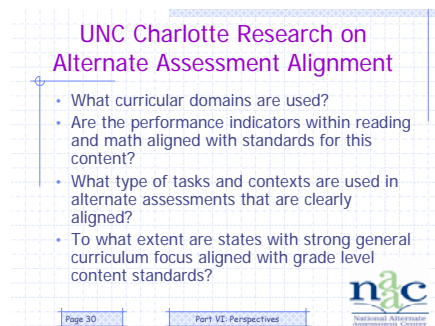 UNC Charlotte Research on
Alternate Assessment Alignment
• What curricular domains are used?
• Are the performance indicators within reading
and math aligned with standards for this
content?
• What type of tasks and contexts are used in
alternate assessments that are clearly
aligned?
• To what extent are states with strong general
curriculum focus aligned with grade level
content standards?
naac
National Alternate
Assessment Center
Page 30
Part VI: Perspectives